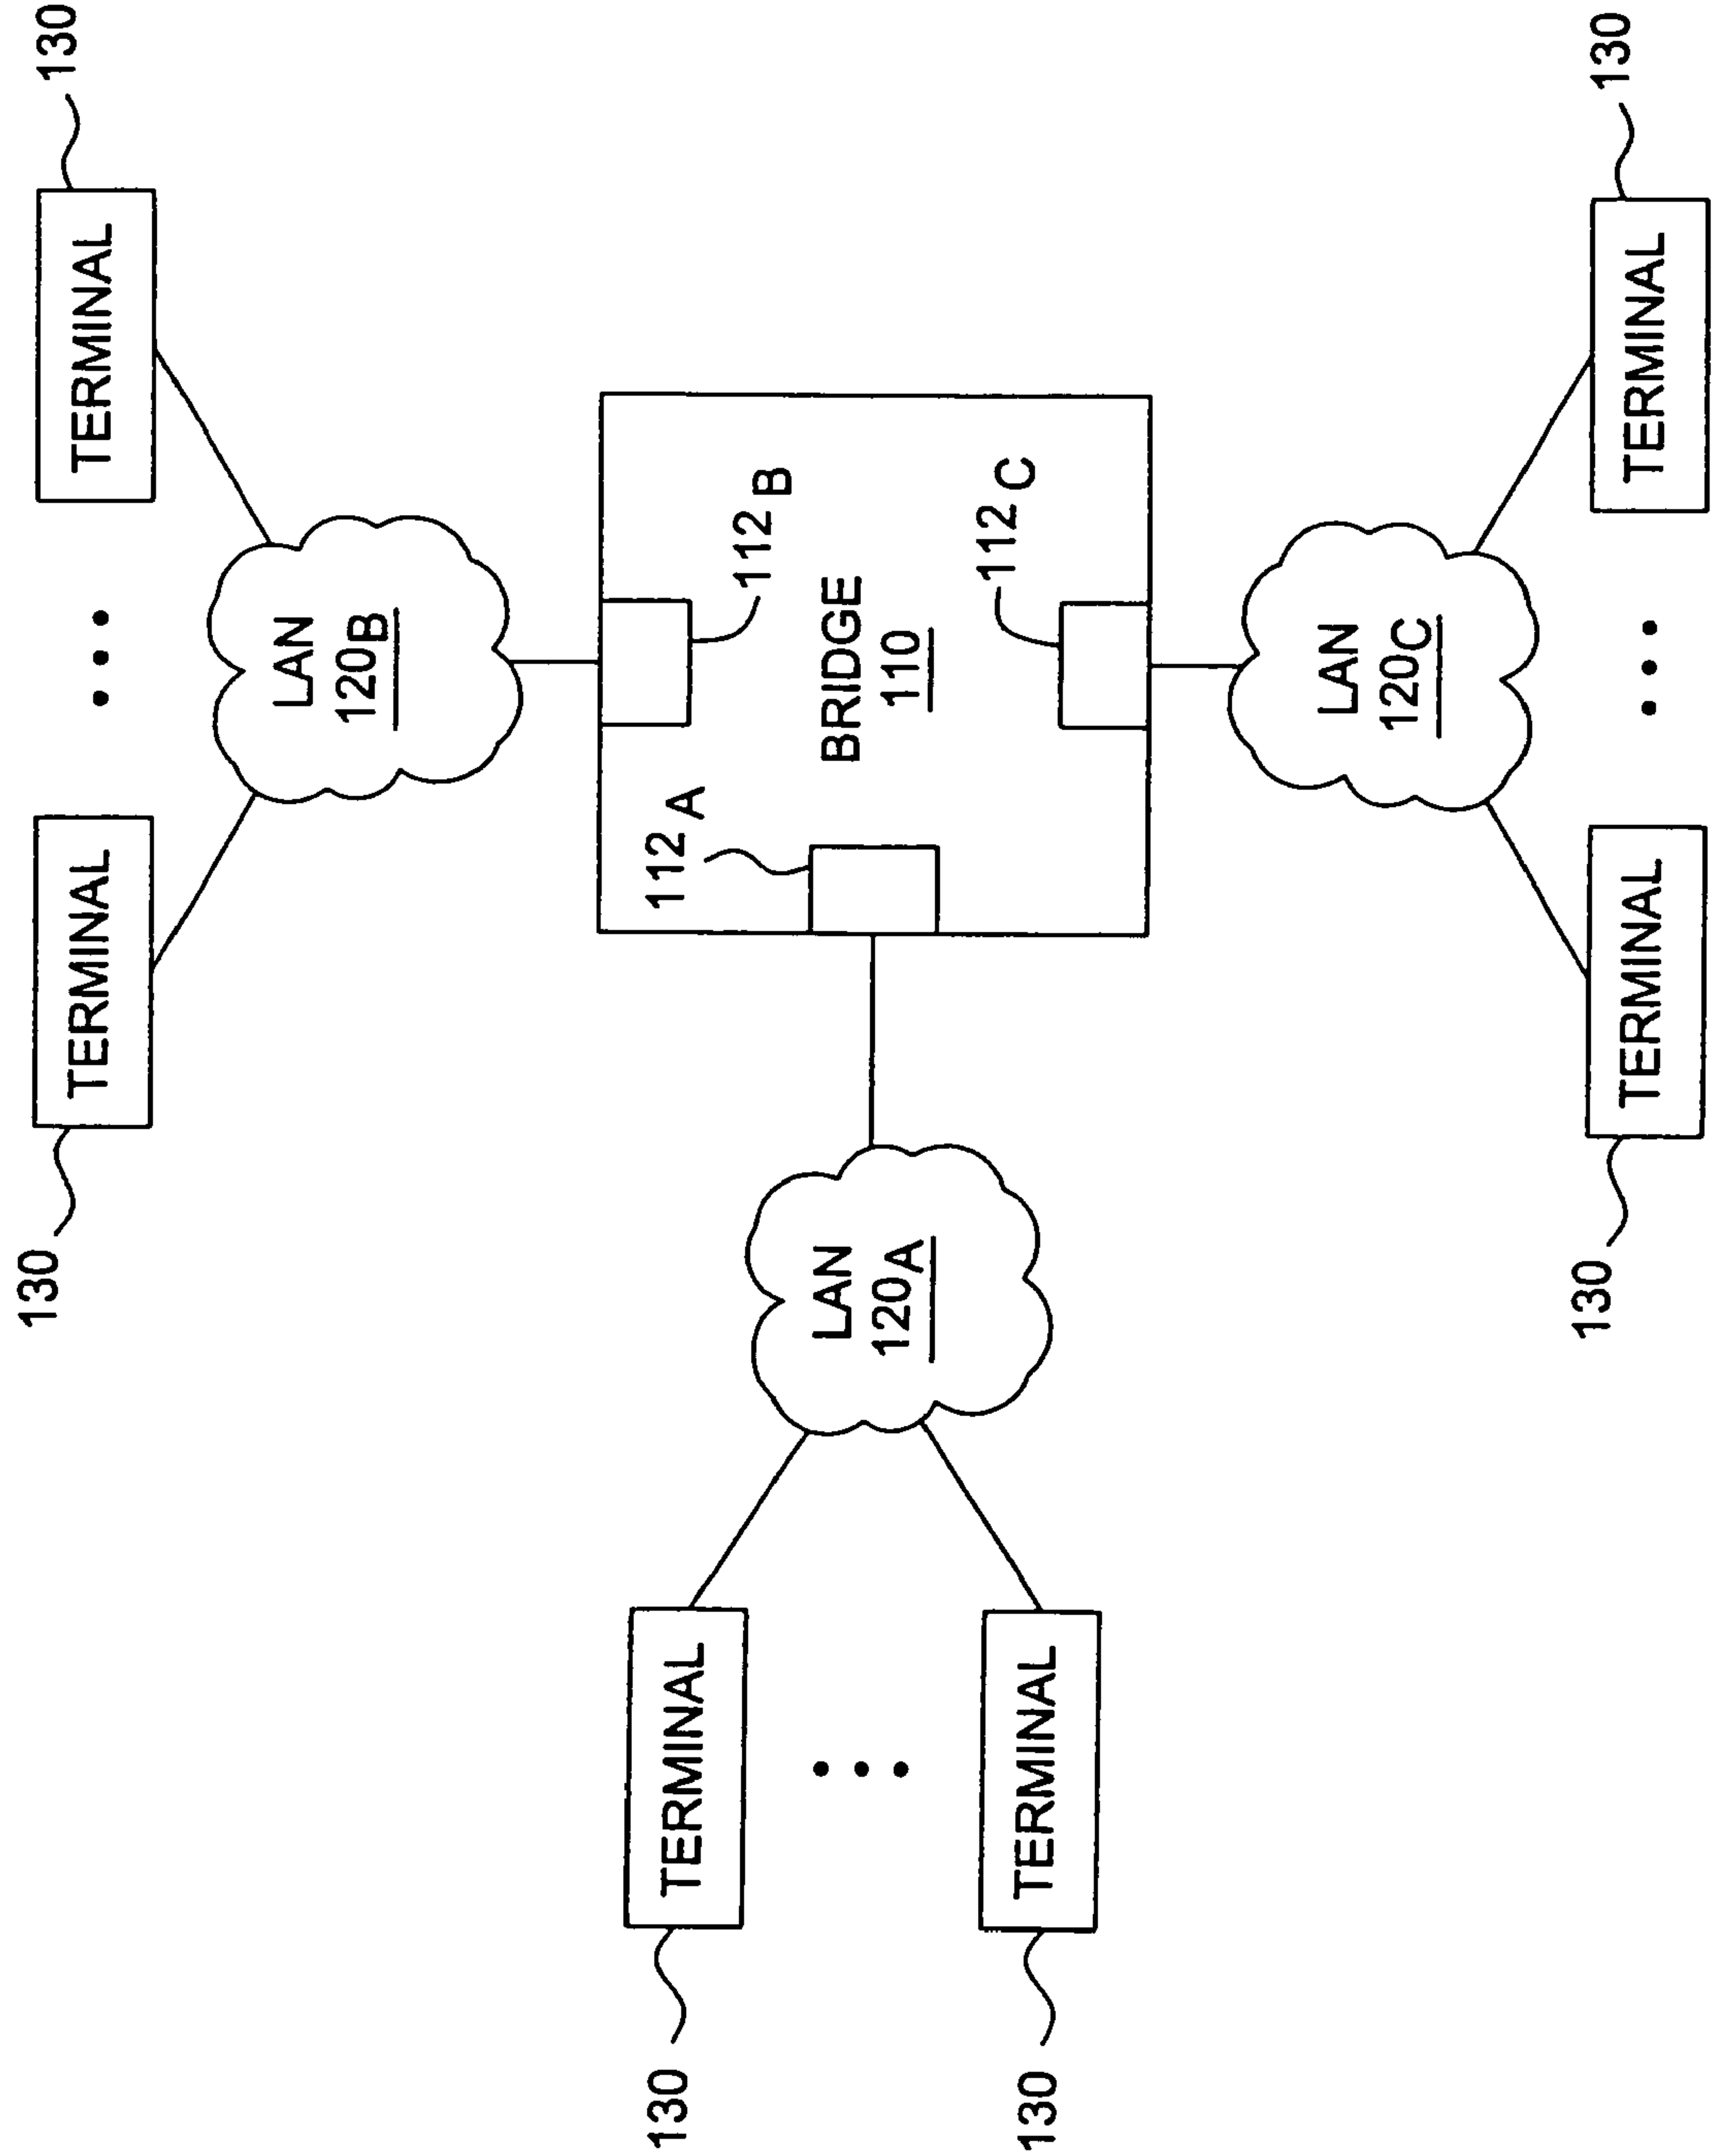 130
TERMINAL
TERMINAL
130
LAN
120B
112B
BRIDGE
110
112A
112C
130
TERMINAL
LAN
120A
TERMINAL
130
LAN
120C
130
TERMINAL
TERMINAL
130